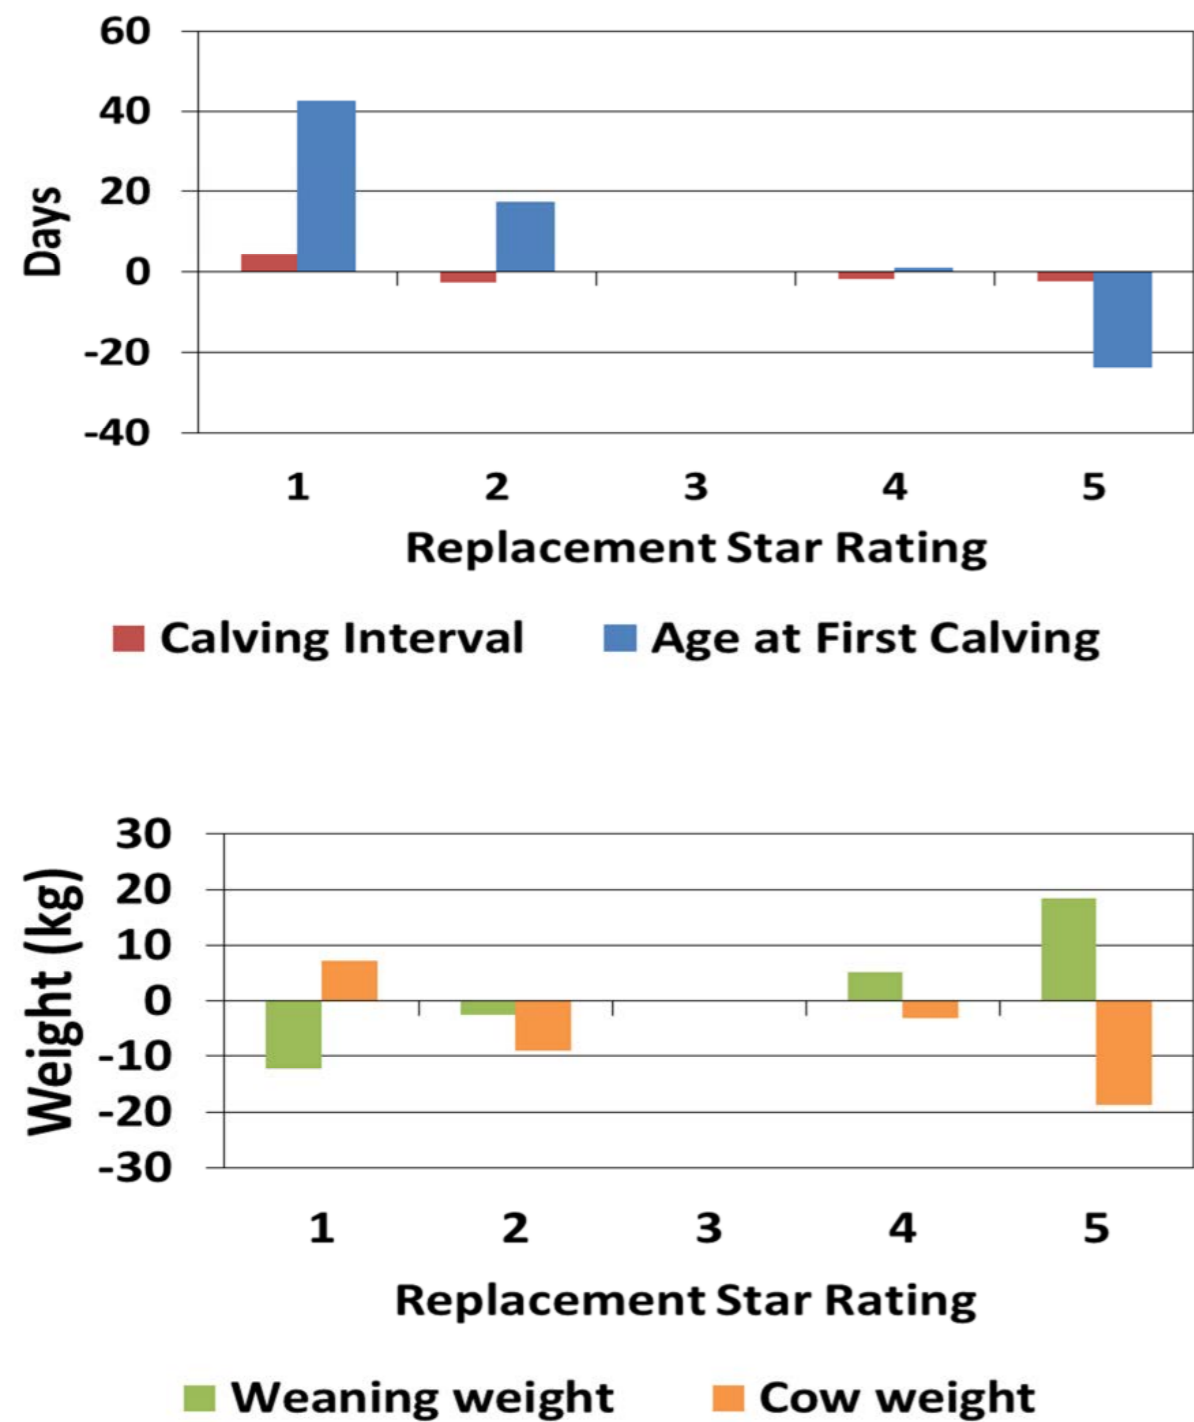 60
40
20
0
-20
-40
Days
1 2 3 4 5
Replacement Star Rating
Calving Interval Age at First Calving
30
20
10
0
-10
-20
-30
Weight (kg)
1 2 3 4 5
Replacement Star Rating
Weaning weight Cow weight